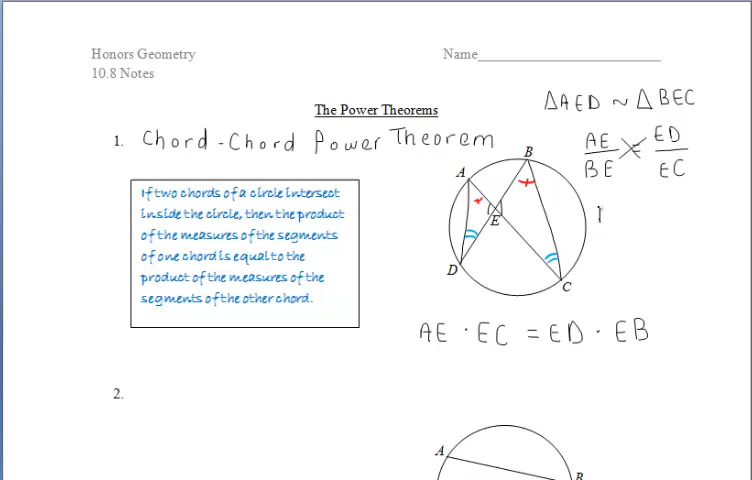 Honors Geometry
Name
10.8 Notes
The Power Theorems
1. Chord-Chord Power Theorem
If two chords of a circle intersect
inside the circle, then the product
of the measures of the segments
of one chord is equal to the
product of the measures of the
segments of the other chord.
ΔAED ~ ΔBEC
AE ED
BE EC
B
A
E
D
C
AE · EC = ED · EB
2.
A
B